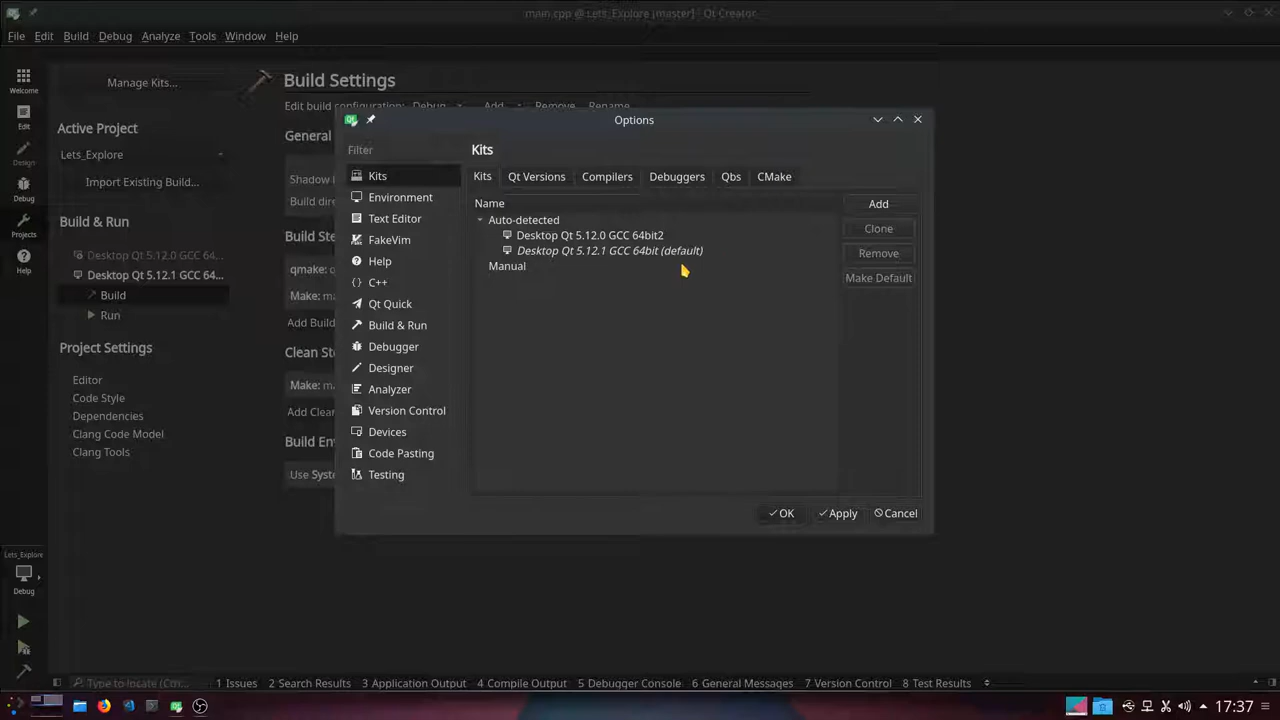 main.cpp @ Lets_Explore [master] - Qt Creator
File Edit Build Debug Analyze Tools Window Help
Welcome
Edit
Design
Debug
Projects
Help
Manage Kits...
Active Project
Lets_Explore
Import Existing Build...
Build & Run
Desktop Qt 5.12.0 GCC 64...
Desktop Qt 5.12.1 GCC 64...
Build
Run
Project Settings
Editor
Code Style
Dependencies
Clang Code Model
Clang Tools
Build Settings
Edit build configuration: Debug Add Remove Rename
General
Shadow
Build dire
Build Ste
qmake:
Make: m
Add Build
Clean Ste
Make: m
Add Clea
Build En
Use Syst
Options
Filter
Kits
Environment
Text Editor
FakeVim
Help
C++
Qt Quick
Build & Run
Debugger
Designer
Analyzer
Version Control
Devices
Code Pasting
Testing
Kits
Kits Qt Versions Compilers Debuggers Qbs CMake
Name
Auto-detected
Desktop Qt 5.12.0 GCC 64bit2
Desktop Qt 5.12.1 GCC 64bit (default)
Manual
Add
Clone
Remove
Make Default
OK Apply Cancel
Lets_Explore
Debug
Type to locate (Ctrl...) 1 Issues 2 Search Results 3 Application Output 4 Compile Output 5 Debugger Console 6 General Messages 7 Version Control 8 Test Results
17:37